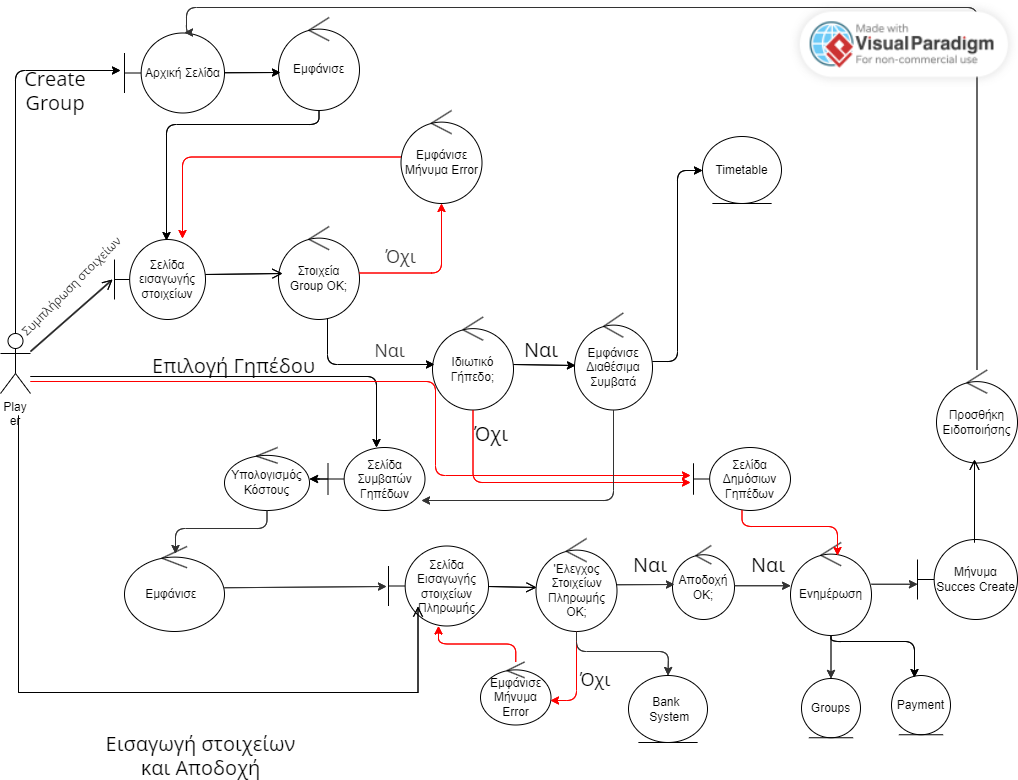 Made with
Visual Paradigm
For non-commercial use
Create
Group
Αρχική Σελίδα
Εμφάνισε
Εμφάνισε
Μήνυμα Error
Timetable
Συμπλήρωση στοιχείων
Σελίδα
εισαγωγής
στοιχείων
Στοιχεία
Group OK;
Όχι
Ναι
Ιδιωτικό
Γήπεδο;
Ναι
Εμφάνισε
Διαθέσιμα
Συμβατά
Επιλογή Γηπέδου
Play
er
Όχι
Προσθήκη
Ειδοποίησης
Υπολογισμός
Κόστους
Σελίδα
Συμβατών
Γηπέδων
Σελίδα
Δημόσιων
Γηπέδων
Εμφάνισε
Σελίδα
Εισαγωγής
στοιχείων
Πληρωμής
Έλεγχος
Στοιχείων
Πληρωμής
OK;
Ναι
Αποδοχή
OK;
Ναι
Ενημέρωση
Μήνυμα
Succes Create
Εμφάνισε
Μήνυμα
Error
Όχι
Bank
System
Groups
Payment
Εισαγωγή στοιχείων
και Αποδοχή